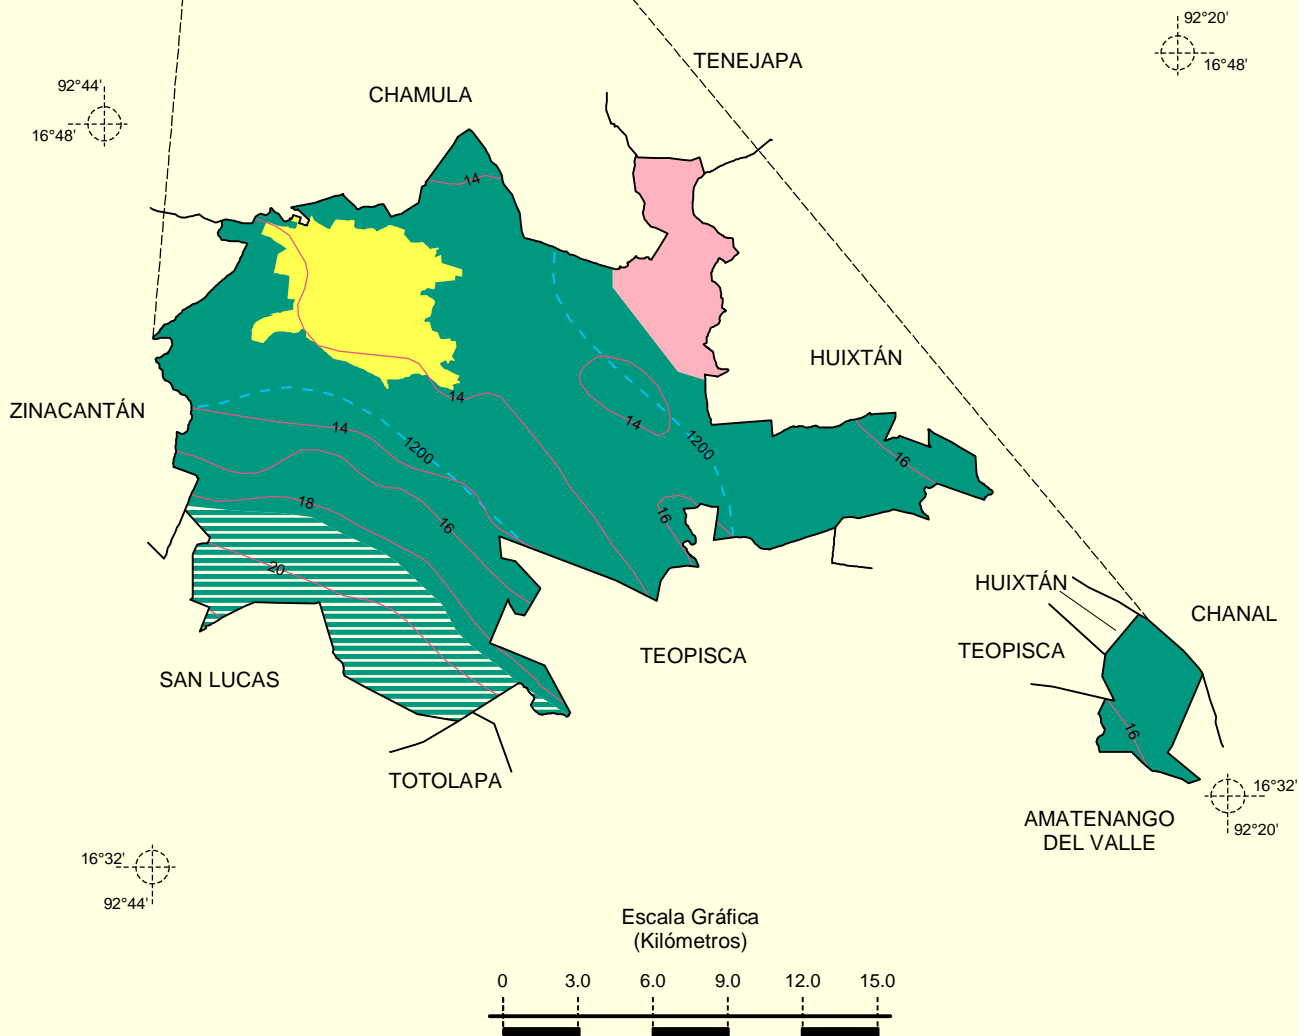 92°20'
16°48'
TENEJAPA
92°44'
CHAMULA
16°48'
14
HUIXTÁN
ZINACANTÁN
14
14
14
1200
1200
16
18
16
16
20
HUIXTÁN
CHANAL
TEOPISCA
TEOPISCA
SAN LUCAS
16
TOTOLAPA
16°32'
AMATENANGO
DEL VALLE
92°20'
16°32'
92°44'
Escala Gráfica
(Kilómetros)
0 3.0 6.0 9.0 12.0 15.0